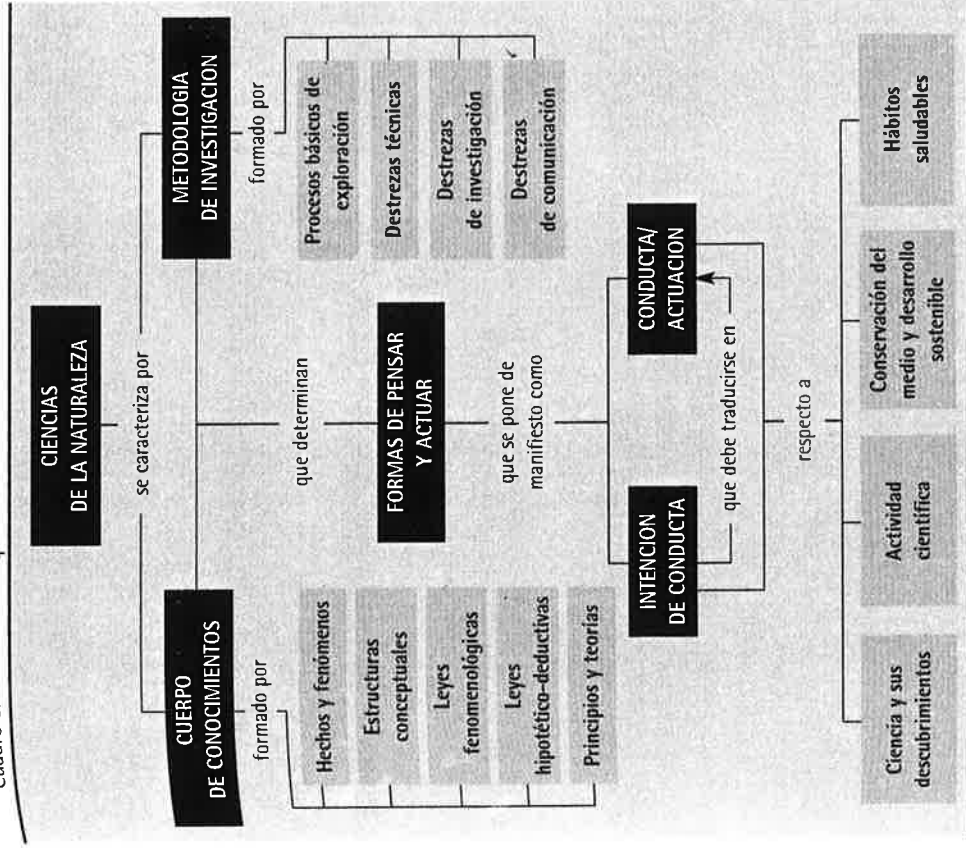 CIENCIAS
DE LA NATURALEZA
se caracteriza por
CUERPO
DE CONOCIMIENTOS
formado por
Hechos y fenómenos
Estructuras
conceptuales
Leyes
fenomenológicas
Leyes
hipotético-deductivas
Principios y teorías
METODOLOGIA
DE INVESTIGACION
formado por
Procesos básicos de
exploración
Destrezas técnicas
Destrezas
de investigación
Destrezas
de comunicación
que determinan
FORMAS DE PENSAR
Y ACTUAR
que se pone de
manifiesto como
INTENCION
DE CONDUCTA
CONDUCTA/
ACTUACION
que debe traducirse en
respecto a
Ciencia y sus
descubrimientos
Actividad
científica
Conservación del
medio y desarrollo
sostenible
Hábitos
saludables